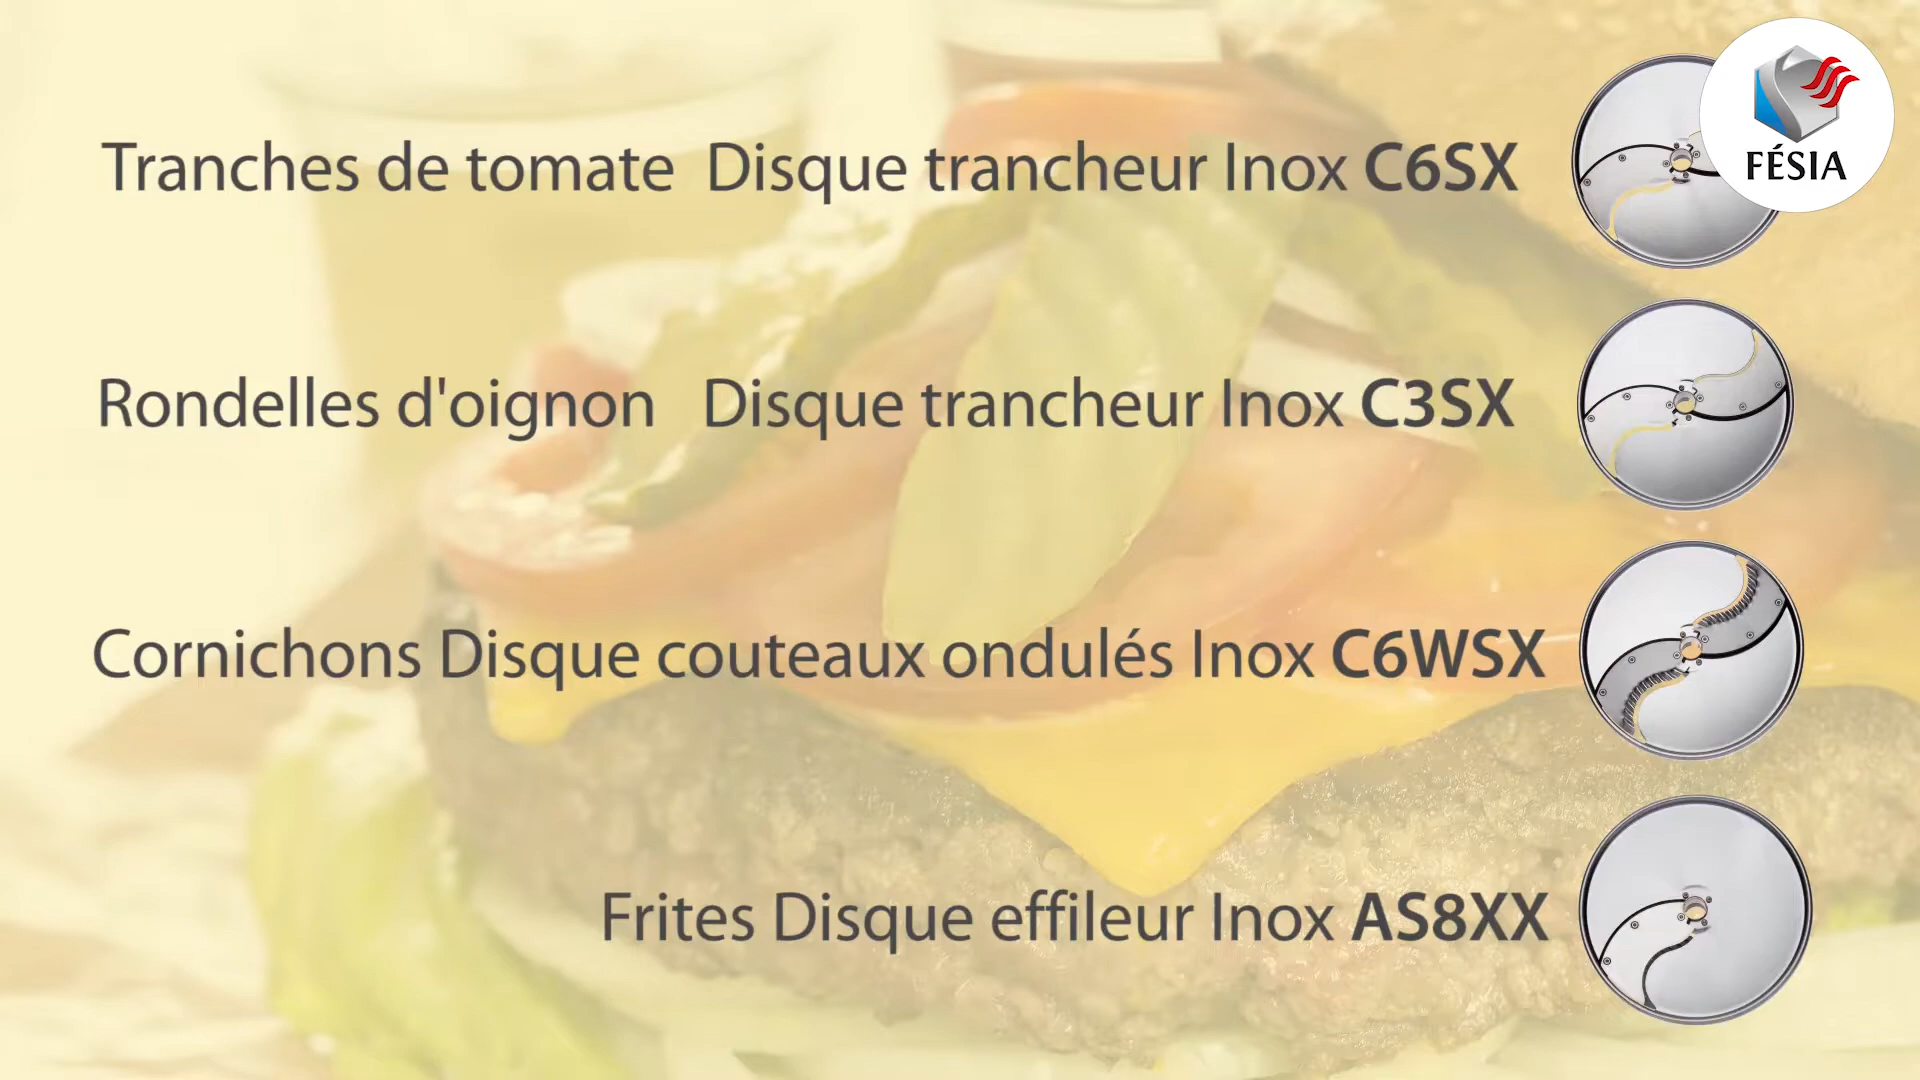 FÉSIA
Tranches de tomate Disque trancheur Inox C6SX
Rondelles d'oignon Disque trancheur Inox C3SX
Cornichons Disque couteaux ondulés Inox C6WSX
Frites Disque effileur Inox AS8XX